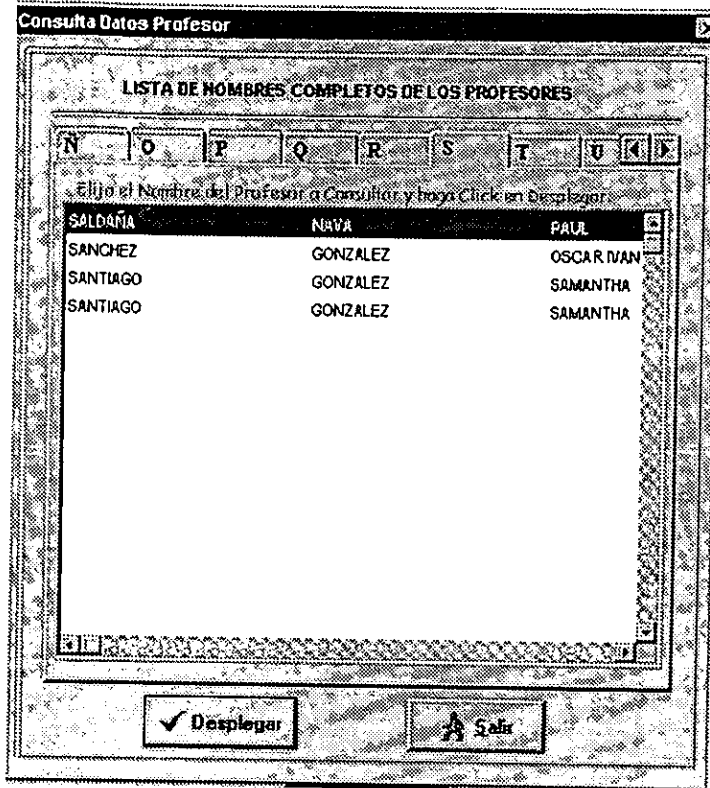 Consulta Datos Profesor
LISTA DE NOMBRES COMPLETOS DE LOS PROFESORES
Ñ O P Q R S T U
Elija el Nombre del Profesor a Consultar y haga Click en Desplegar.
SALDAÑA NAVA PAUL
SANCHEZ GONZALEZ OSCAR IVAN
SANTIAGO GONZALEZ SAMANTHA
SANTIAGO GONZALEZ SAMANTHA
Desplegar Salir